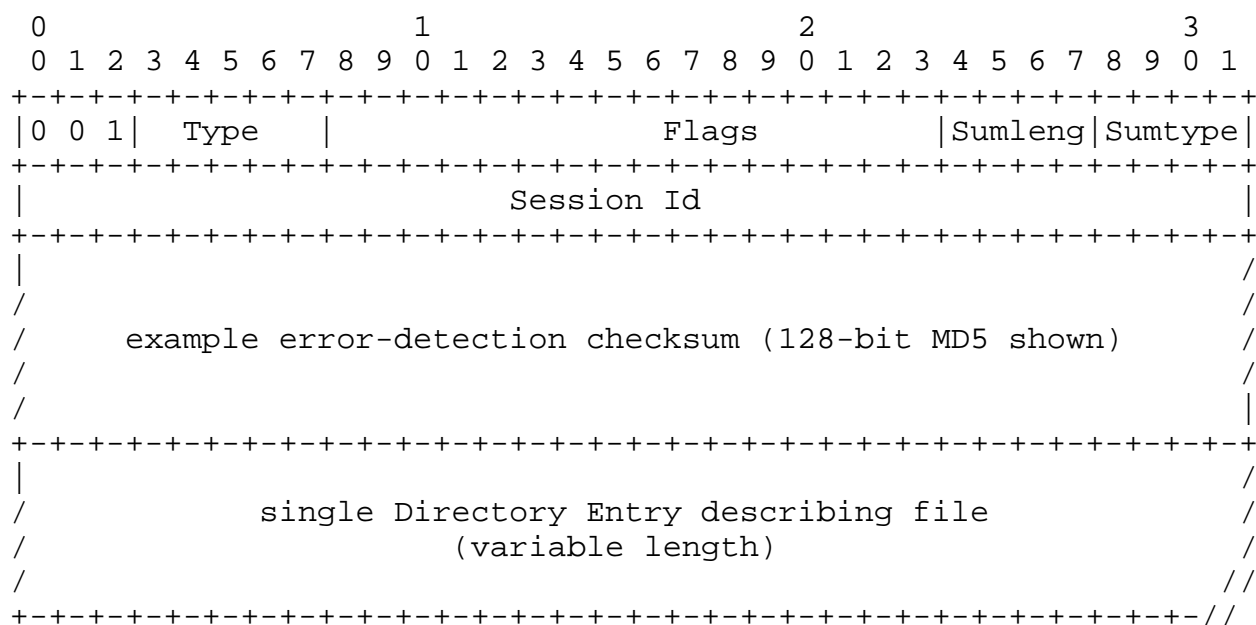 0                   1                   2                   3
 0 1 2 3 4 5 6 7 8 9 0 1 2 3 4 5 6 7 8 9 0 1 2 3 4 5 6 7 8 9 0 1
+-+-+-+-+-+-+-+-+-+-+-+-+-+-+-+-+-+-+-+-+-+-+-+-+-+-+-+-+-+-+-+-+
|0 0 1|  Type   |                 Flags         |Sumleng|Sumtype|
+-+-+-+-+-+-+-+-+-+-+-+-+-+-+-+-+-+-+-+-+-+-+-+-+-+-+-+-+-+-+-+-+
|                         Session Id                            |
+-+-+-+-+-+-+-+-+-+-+-+-+-+-+-+-+-+-+-+-+-+-+-+-+-+-+-+-+-+-+-+-+
|                                                               /
/                                                               /
/     example error-detection checksum (128-bit MD5 shown)      /
/                                                               /
/                                                               |
+-+-+-+-+-+-+-+-+-+-+-+-+-+-+-+-+-+-+-+-+-+-+-+-+-+-+-+-+-+-+-+-+
|                                                               /
/            single Directory Entry describing file             /
/                      (variable length)                        /
/                                                              //
+-+-+-+-+-+-+-+-+-+-+-+-+-+-+-+-+-+-+-+-+-+-+-+-+-+-+-+-+-+-+-//